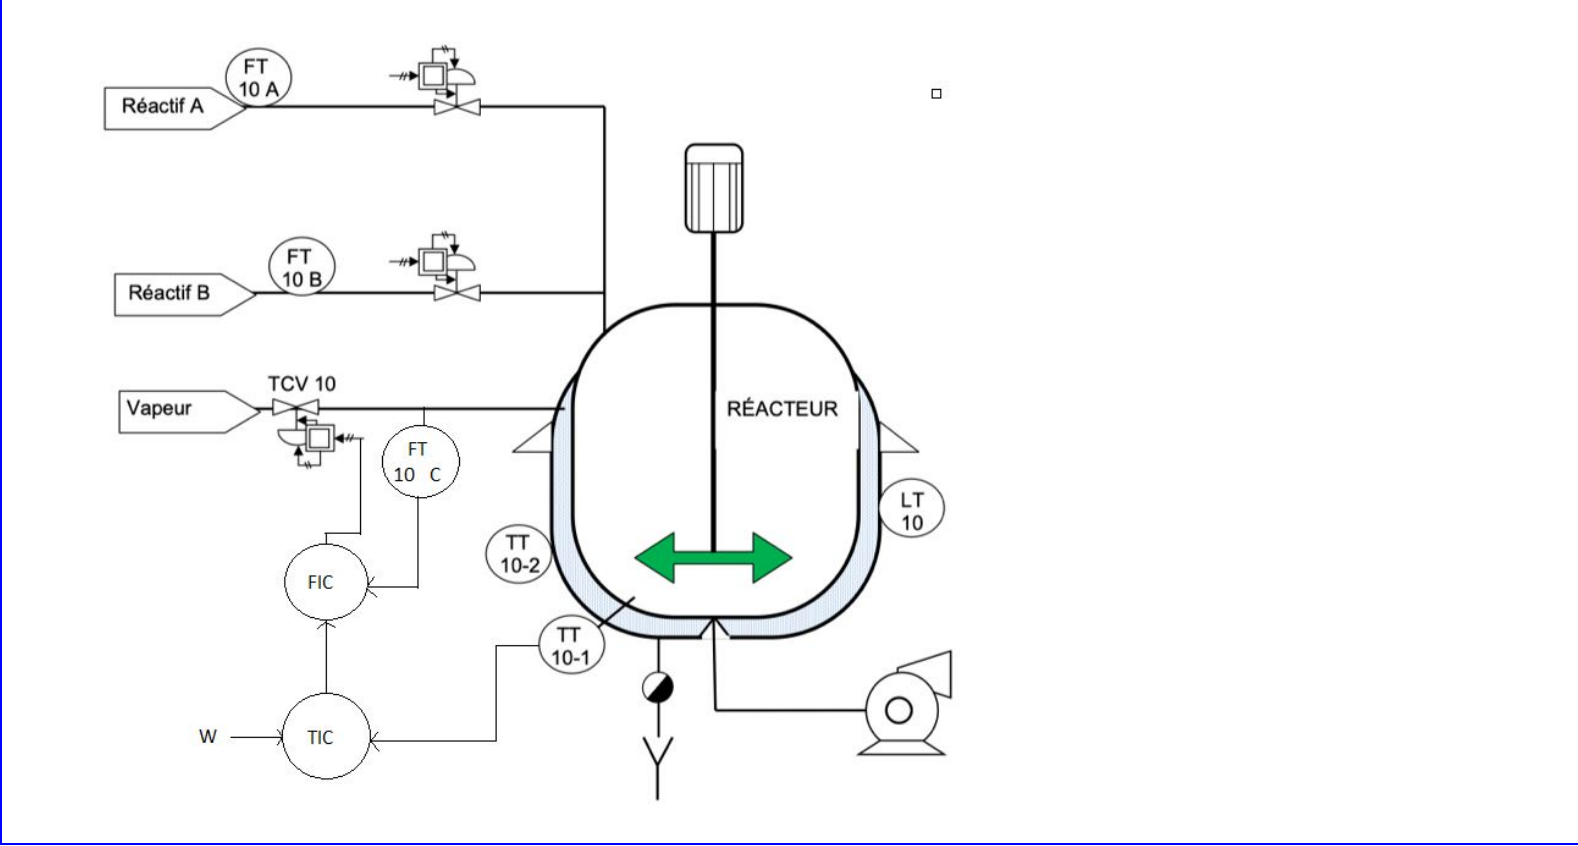 FT
10 A
Réactif A
FT
10 B
Réactif B
TCV 10
Vapeur
RÉACTEUR
FT
10 C
LT
10
TT
10-2
FIC
TT
10-1
W
TIC